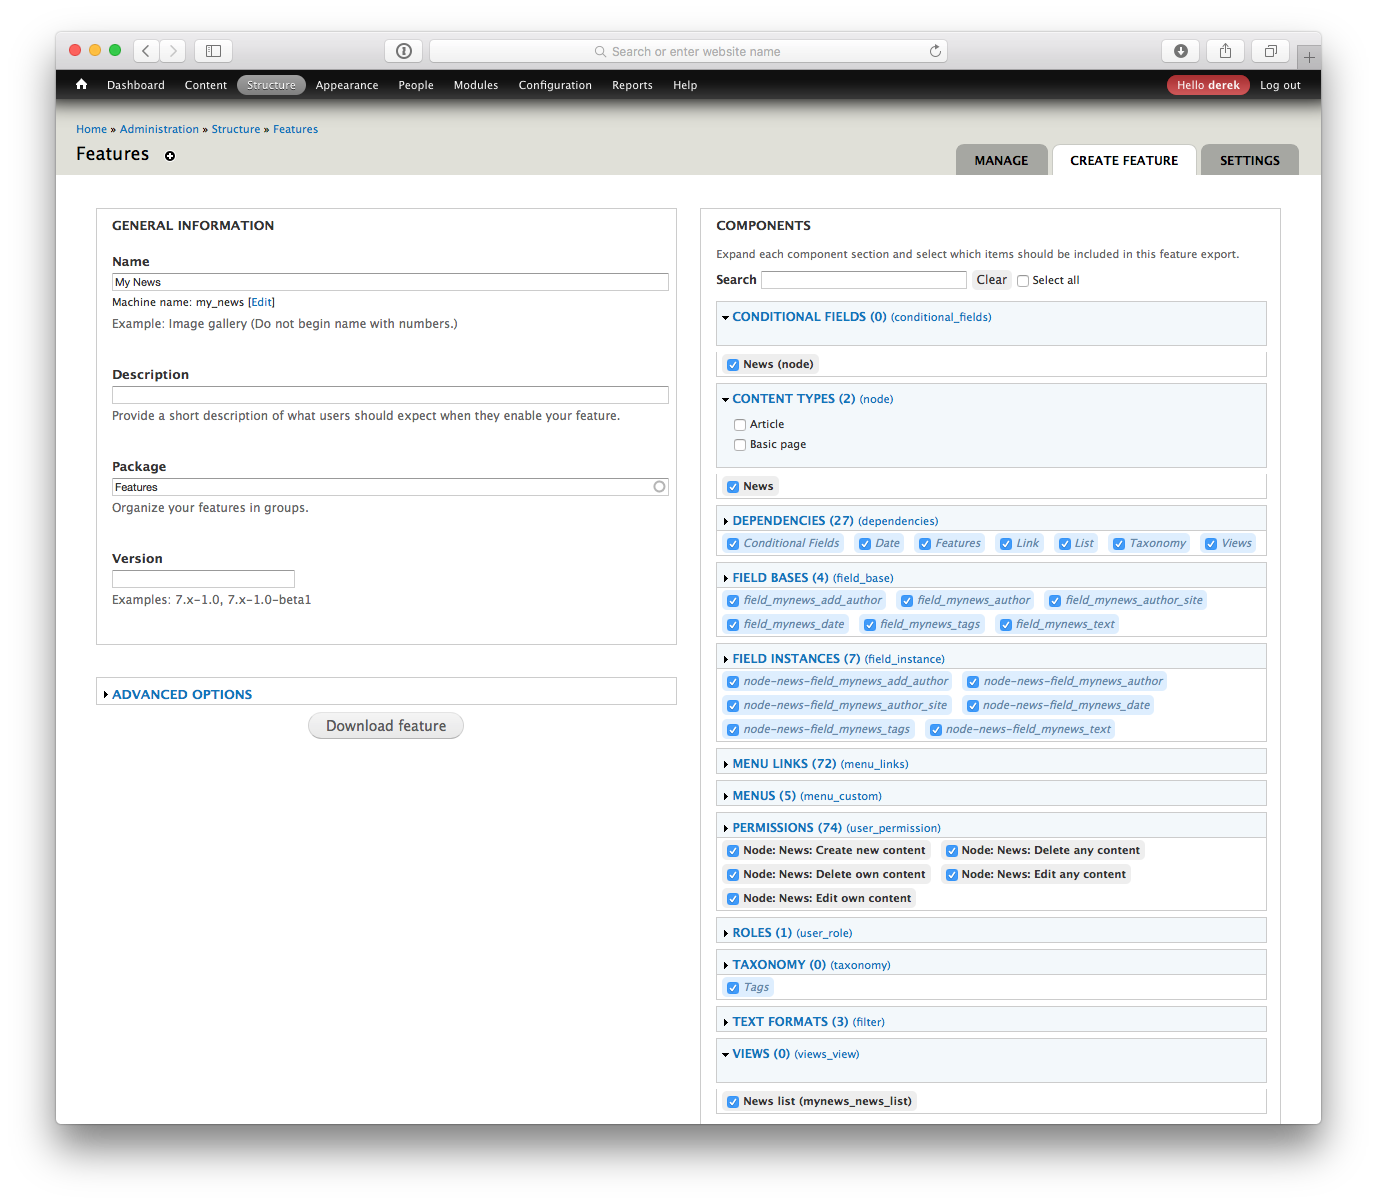 Search or enter website name
Dashboard Content Structure Appearance People Modules Configuration Reports Help Hello derek Log out
Home » Administration » Structure » Features
Features
MANAGE CREATE FEATURE SETTINGS
GENERAL INFORMATION
Name
My News
Machine name: my_news [Edit]
Example: Image gallery (Do not begin name with numbers.)
Description
Provide a short description of what users should expect when they enable your feature.
Package
Features
Organize your features in groups.
Version
Examples: 7.x-1.0, 7.x-1.0-beta1
ADVANCED OPTIONS
Download feature
COMPONENTS
Expand each component section and select which items should be included in this feature export.
Search Clear Select all
CONDITIONAL FIELDS (0) (conditional_fields)
News (node)
CONTENT TYPES (2) (node)
Article
Basic page
News
DEPENDENCIES (27) (dependencies)
Conditional Fields Date Features Link List Taxonomy Views
FIELD BASES (4) (field_base)
field_mynews_add_author field_mynews_author field_mynews_author_site
field_mynews_date field_mynews_tags field_mynews_text
FIELD INSTANCES (7) (field_instance)
node-news-field_mynews_add_author node-news-field_mynews_author
node-news-field_mynews_author_site node-news-field_mynews_date
node-news-field_mynews_tags node-news-field_mynews_text
MENU LINKS (72) (menu_links)
MENUS (5) (menu_custom)
PERMISSIONS (74) (user_permission)
Node: News: Create new content Node: News: Delete any content
Node: News: Delete own content Node: News: Edit any content
Node: News: Edit own content
ROLES (1) (user_role)
TAXONOMY (0) (taxonomy)
Tags
TEXT FORMATS (3) (filter)
VIEWS (0) (views_view)
News list (mynews_news_list)